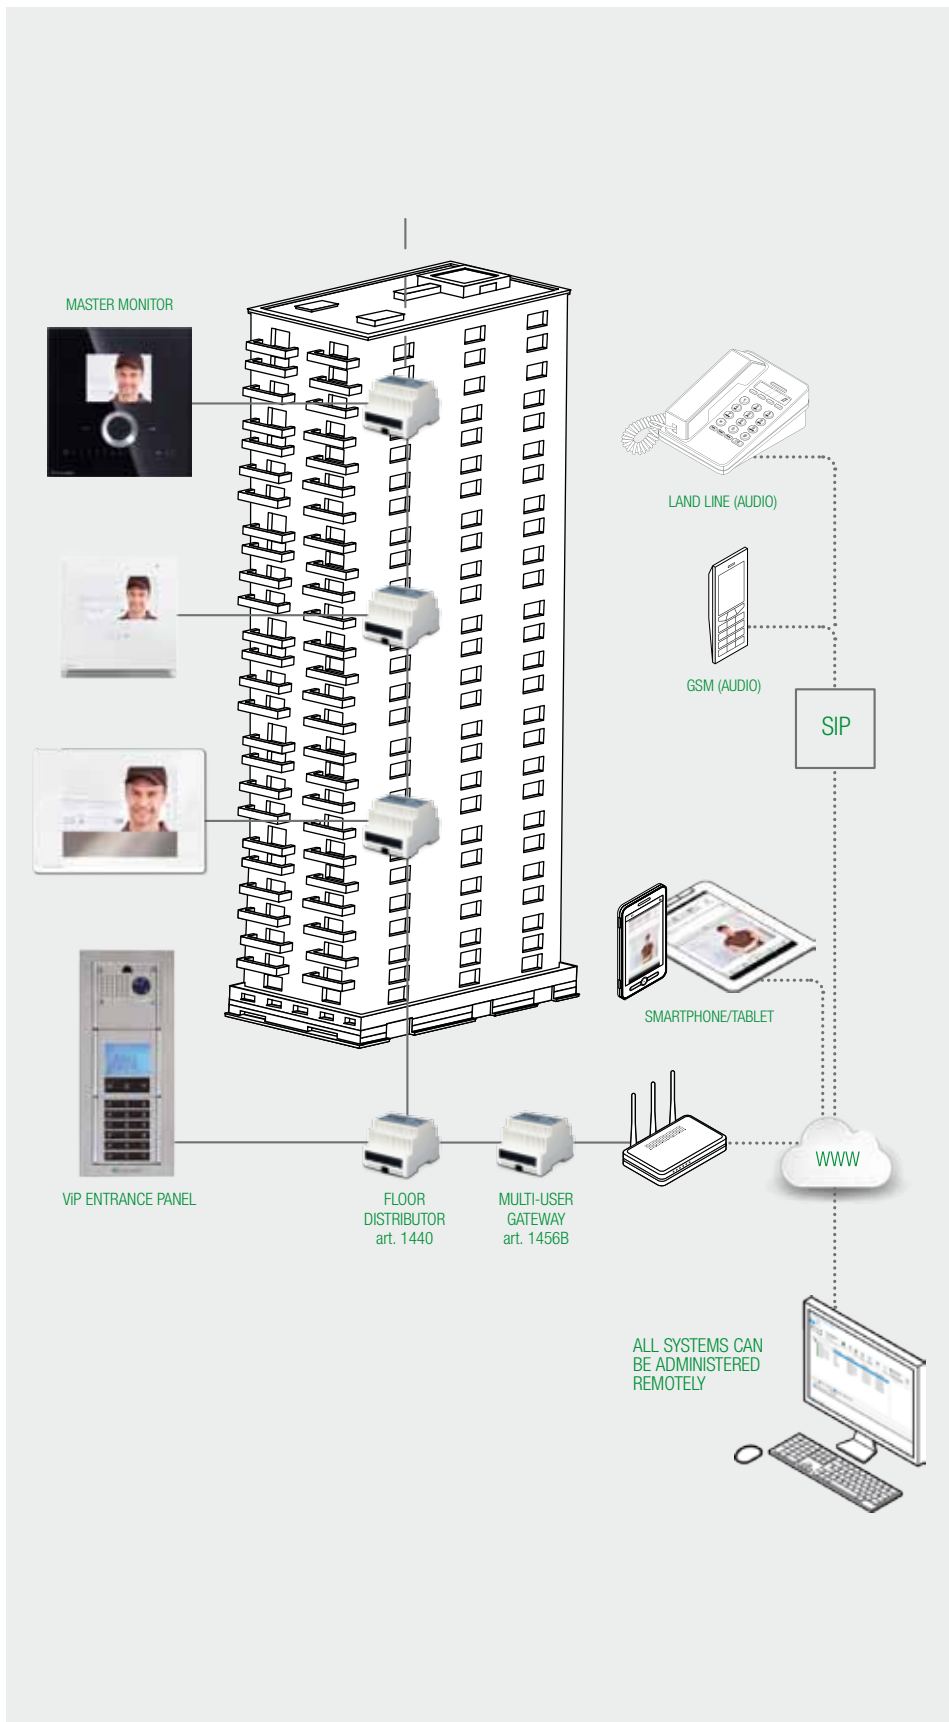 MASTER MONITOR
LAND LINE (AUDIO)
GSM (AUDIO)
SIP
SMARTPHONE/TABLET
WWW
ViP ENTRANCE PANEL
FLOOR
DISTRIBUTOR
art. 1440
MULTI-USER
GATEWAY
art. 1456B
ALL SYSTEMS CAN
BE ADMINISTERED
REMOTELY